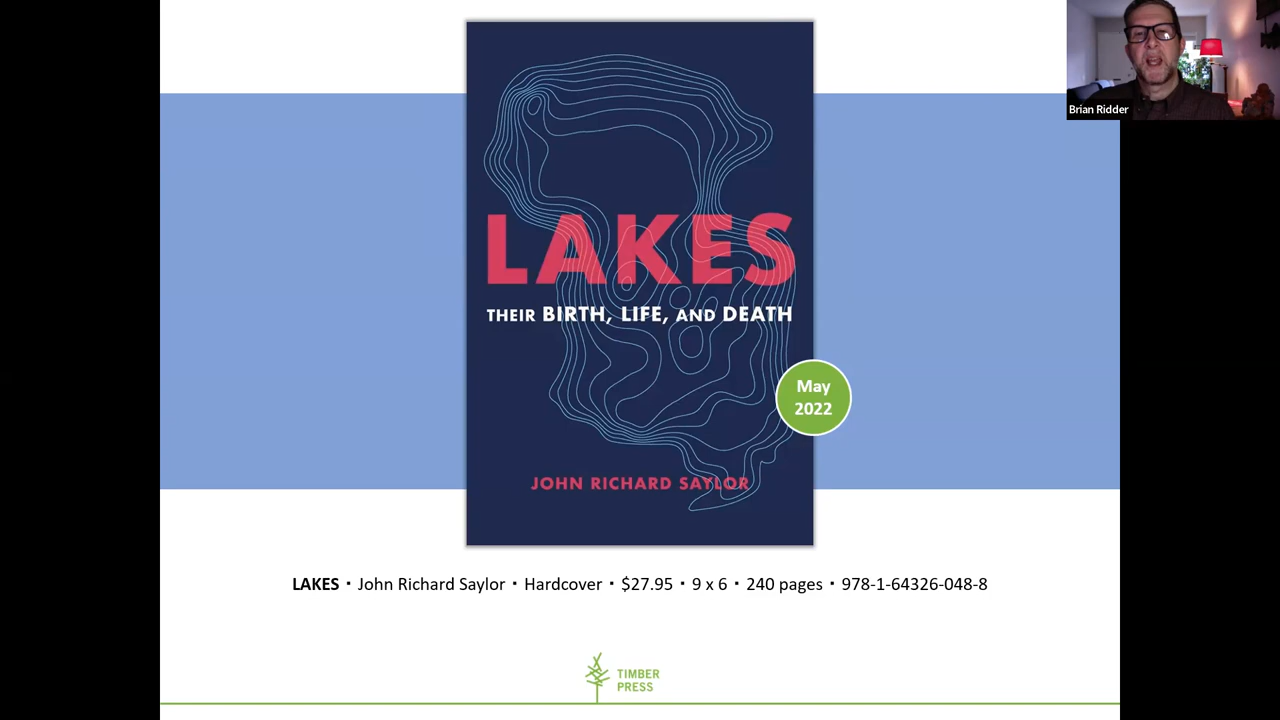 Brian Ridder
LAKES
THEIR BIRTH, LIFE, AND DEATH
May
2022
JOHN RICHARD SAYLOR
LAKES ▪ John Richard Saylor ▪ Hardcover ▪ $27.95 ▪ 9 x 6 ▪ 240 pages ▪ 978-1-64326-048-8
TIMBER
PRESS